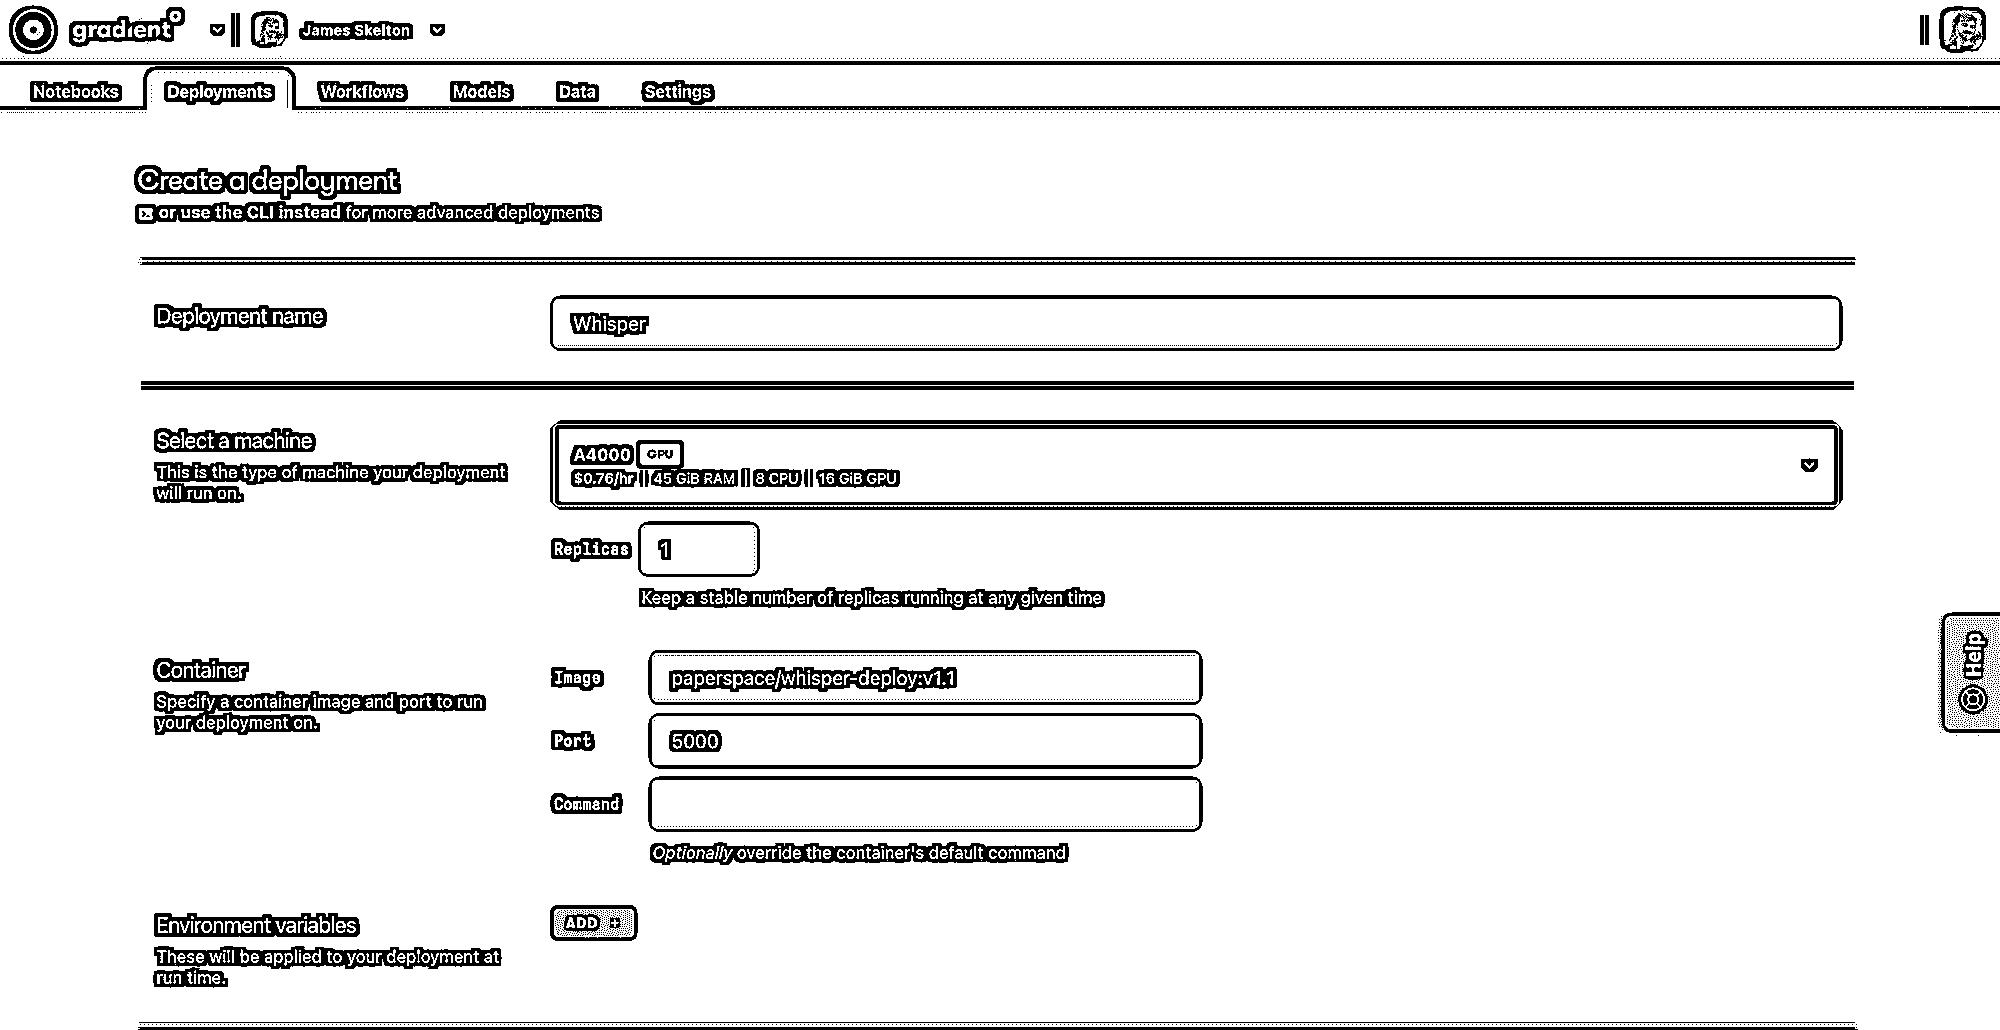 gradient
James Skelton
Notebooks Deployments Workflows Models Data Settings
Create a deployment
or use the CLI instead for more advanced deployments
Deployment name
Whisper
Select a machine
This is the type of machine your deployment
will run on.
A4000 GPU
$0.76/hr 45 GiB RAM 8 CPU 16 GiB GPU
Replicas 1
Keep a stable number of replicas running at any given time
Container
Specify a container image and port to run
your deployment on.
Image paperspace/whisper-deploy:v1.1
Port 5000
Command
Optionally override the container's default command
Environment variables
These will be applied to your deployment at
run time.
ADD +
Help